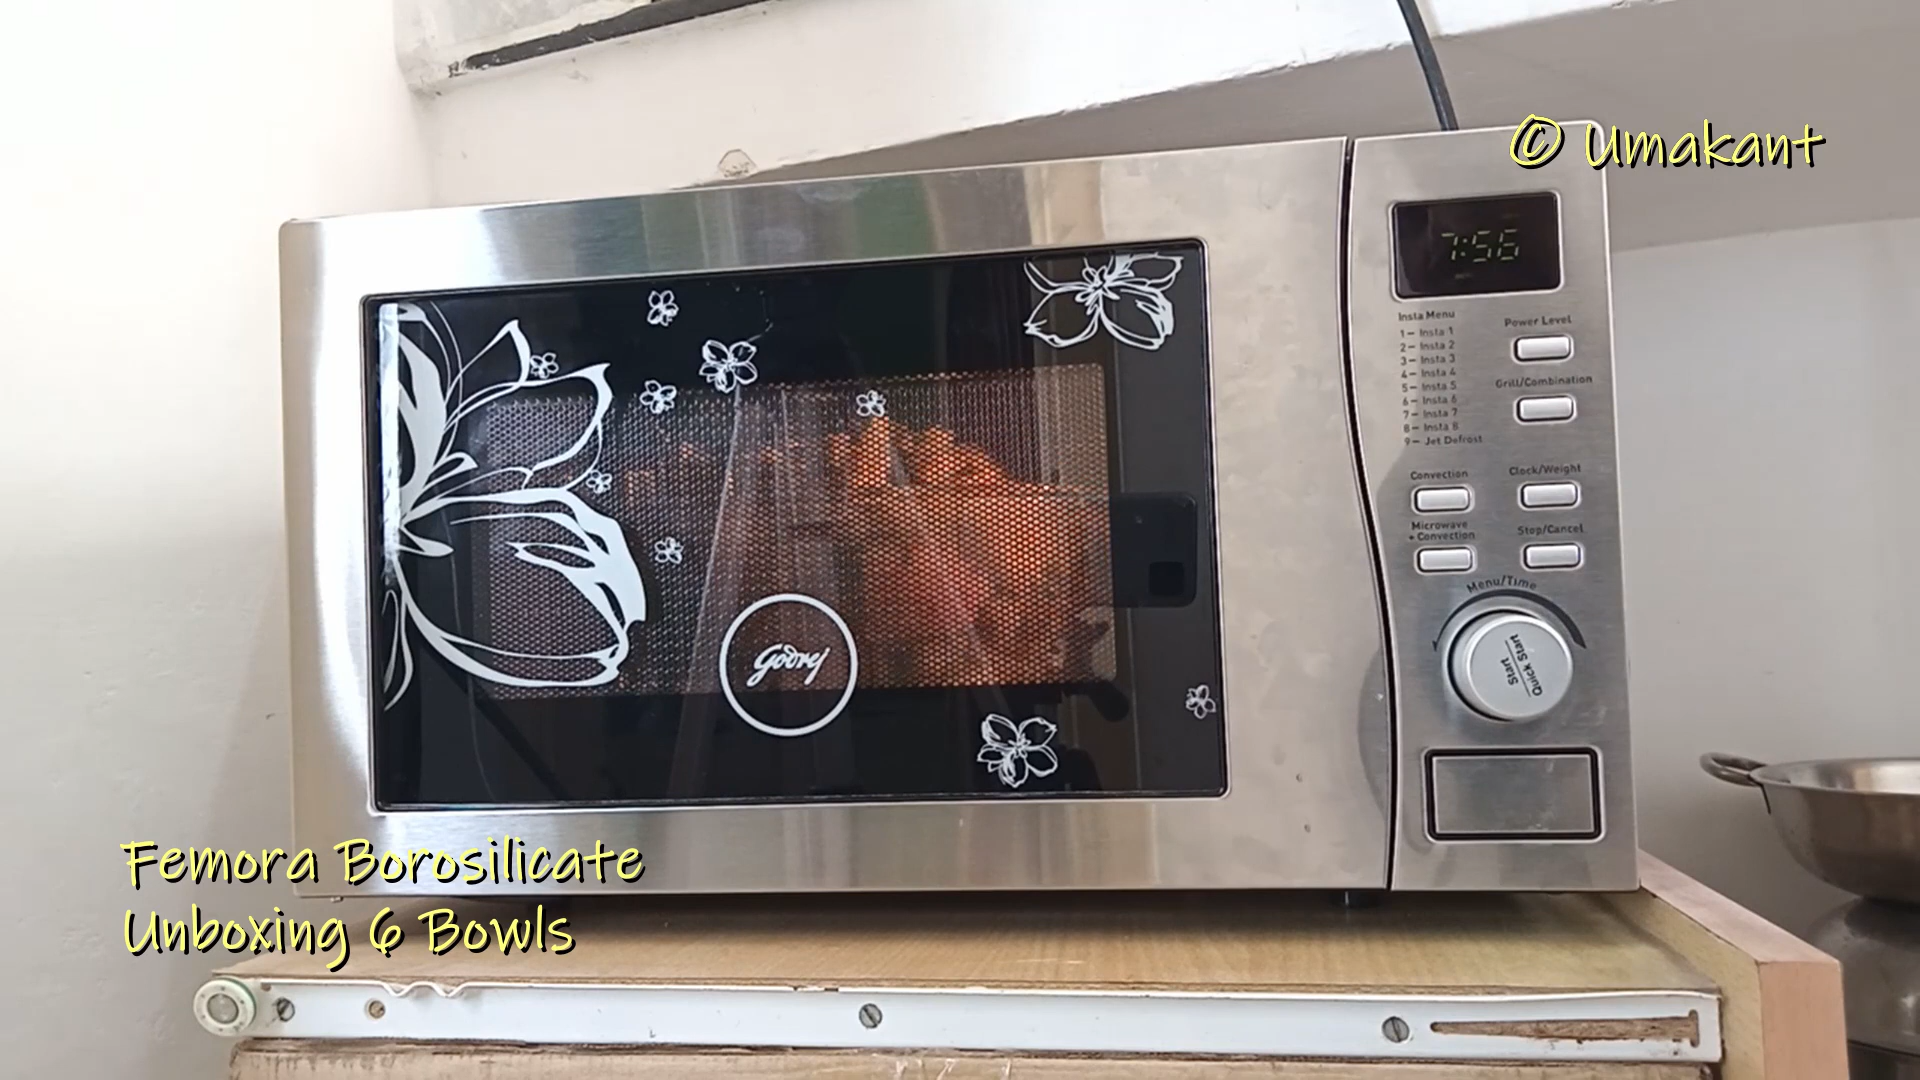 © Umakant
7:56
Insta Menu
1– Insta 1
2– Insta 2
3– Insta 3
4– Insta 4
5– Insta 5
6– Insta 6
7– Insta 7
8– Insta 8
9– Jet Defrost
Power Level
Grill/Combination
Convection
Clock/Weight
Microwave
+ Convection
Stop/Cancel
Menu/Time
Start
Quick Start
Godrej
Femora Borosilicate
Unboxing 6 Bowls